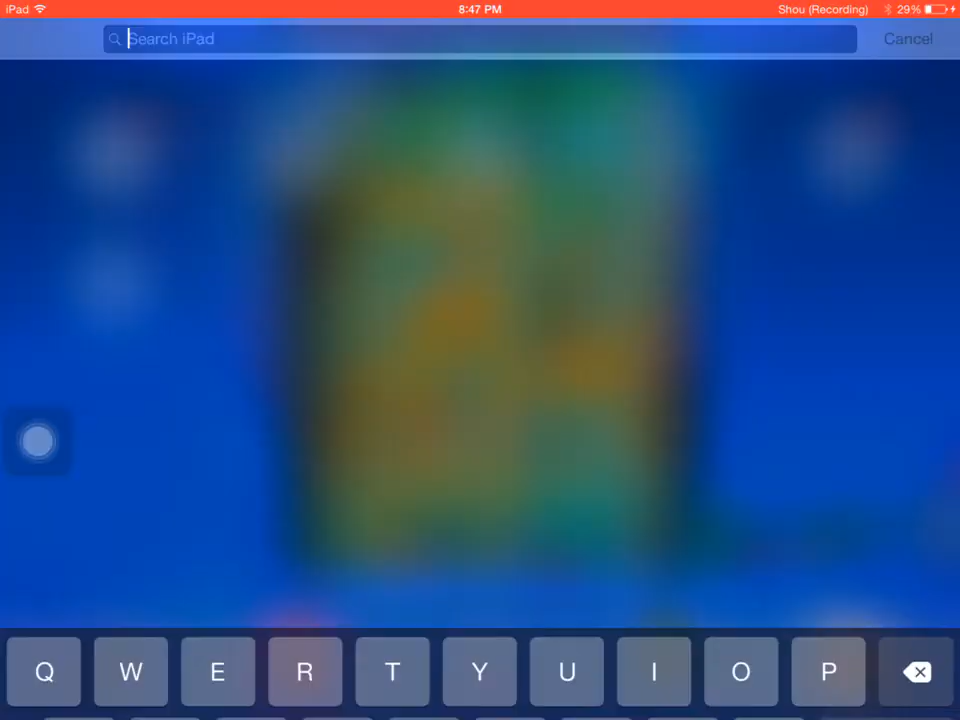 iPad 8:47 PM Shou (Recording) 29%
Search iPad Cancel
Q W E R T Y U I O P